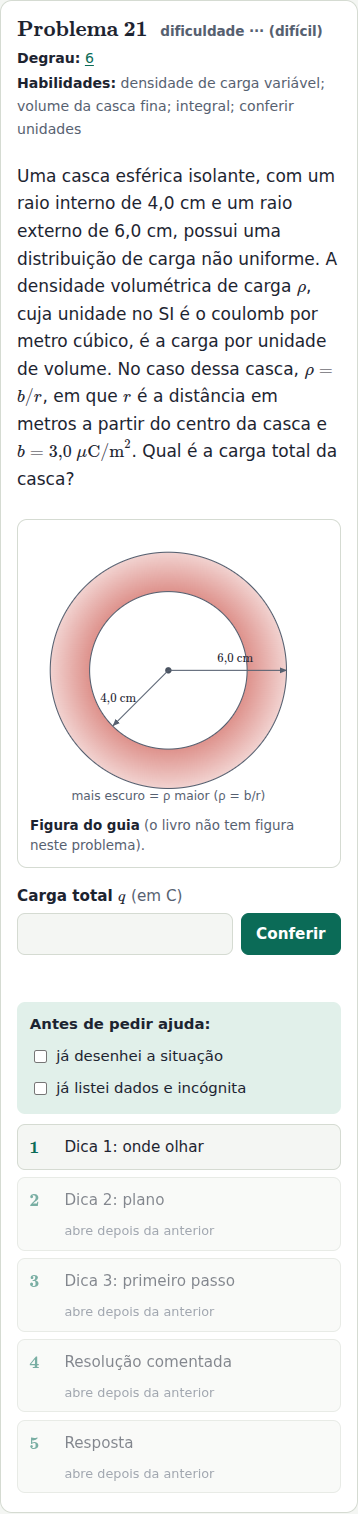 Problema 21 dificuldade ··· (difícil)
Degrau: 6
Habilidades: densidade de carga variável;
volume da casca fina; integral; conferir
unidades
Uma casca esférica isolante, com um
raio interno de 4,0 cm e um raio
externo de 6,0 cm, possui uma
distribuição de carga não uniforme. A
densidade volumétrica de carga ρ,
cuja unidade no SI é o coulomb por
metro cúbico, é a carga por unidade
de volume. No caso dessa casca, ρ =
b/r, em que r é a distância em
metros a partir do centro da casca e
b = 3,0 μC/m². Qual é a carga total da
casca?
6,0 cm
4,0 cm
mais escuro = ρ maior (ρ = b/r)
Figura do guia (o livro não tem figura
neste problema).
Carga total q (em C)
Conferir
Antes de pedir ajuda:
já desenhei a situação
já listei dados e incógnita
1 Dica 1: onde olhar
2 Dica 2: plano
abre depois da anterior
3 Dica 3: primeiro passo
abre depois da anterior
4 Resolução comentada
abre depois da anterior
5 Resposta
abre depois da anterior